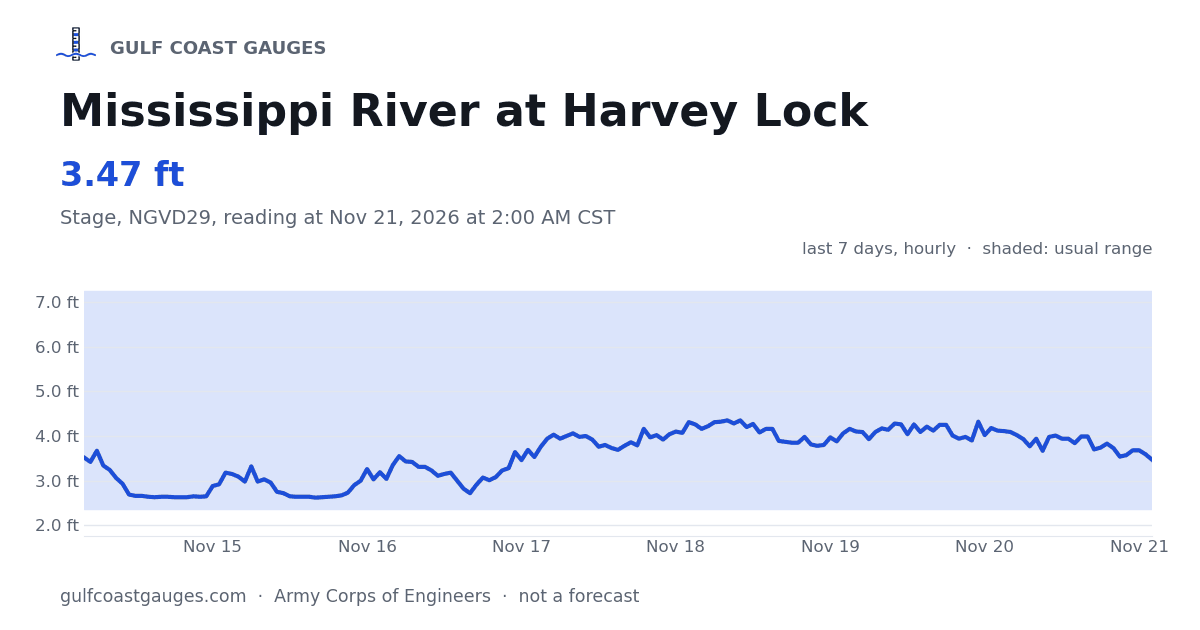 GULF COAST GAUGES
Mississippi River at Harvey Lock
3.47 ft
Stage, NGVD29, reading at Nov 21, 2026 at 2:00 AM CST
last 7 days, hourly · shaded: usual range
7.0 ft
6.0 ft
5.0 ft
4.0 ft
3.0 ft
2.0 ft
Nov 15 Nov 16 Nov 17 Nov 18 Nov 19 Nov 20 Nov 21
gulfcoastgauges.com · Army Corps of Engineers · not a forecast